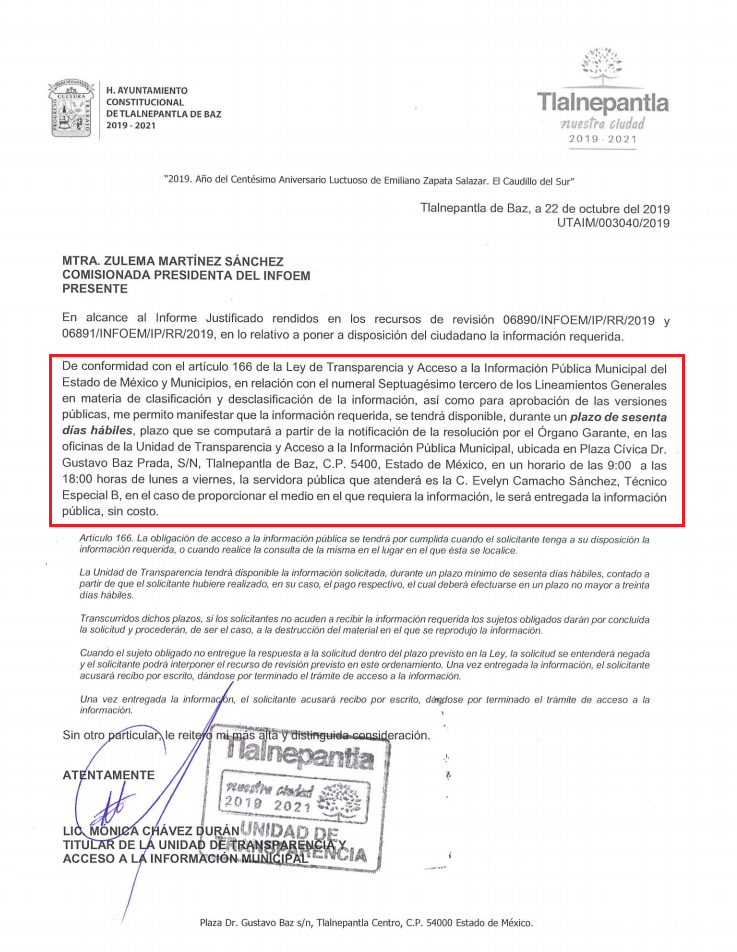 H. AYUNTAMIENTO
CONSTITUCIONAL
DE TLALNEPANTLA DE BAZ
2019 - 2021
CULTURA
PROGRESO
TRABAJO
Tlalnepantla
nuestra ciudad
2019 - 2021
"2019. Año del Centésimo Aniversario Luctuoso de Emiliano Zapata Salazar. El Caudillo del Sur"
Tlalnepantla de Baz, a 22 de octubre del 2019
UTAIM/003040/2019
MTRA. ZULEMA MARTÍNEZ SÁNCHEZ
COMISIONADA PRESIDENTA DEL INFOEM
PRESENTE
En alcance al Informe Justificado rendidos en los recursos de revisión 06890/INFOEM/IP/RR/2019 y
06891/INFOEM/IP/RR/2019, en lo relativo a poner a disposición del ciudadano la información requerida.
De conformidad con el artículo 166 de la Ley de Transparencia y Acceso a la Información Pública Municipal del
Estado de México y Municipios, en relación con el numeral Septuagésimo tercero de los Lineamientos Generales
en materia de clasificación y desclasificación de la información, así como para aprobación de las versiones
públicas, me permito manifestar que la información requerida, se tendrá disponible, durante un plazo de sesenta
días hábiles, plazo que se computará a partir de la notificación de la resolución por el Órgano Garante, en las
oficinas de la Unidad de Transparencia y Acceso a la Información Pública Municipal, ubicada en Plaza Cívica Dr.
Gustavo Baz Prada, S/N, Tlalnepantla de Baz, C.P. 5400, Estado de México, en un horario de las 9:00 a las
18:00 horas de lunes a viernes, la servidora pública que atenderá es la C. Evelyn Camacho Sánchez, Técnico
Especial B, en el caso de proporcionar el medio en el que requiera la información, le será entregada la información
pública, sin costo.
Artículo 166. La obligación de acceso a la información pública se tendrá por cumplida cuando el solicitante tenga a su disposición la
información requerida, o cuando realice la consulta de la misma en el lugar en el que ésta se localice.
La Unidad de Transparencia tendrá disponible la información solicitada, durante un plazo mínimo de sesenta días hábiles, contado a
partir de que el solicitante hubiere realizado, en su caso, el pago respectivo, el cual deberá efectuarse en un plazo no mayor a treinta
días hábiles.
Transcurridos dichos plazos, si los solicitantes no acuden a recibir la información requerida los sujetos obligados darán por concluida
la solicitud y procederán, de ser el caso, a la destrucción del material en el que se reprodujo la información.
Cuando el sujeto obligado no entregue la respuesta a la solicitud dentro del plazo previsto en la Ley, la solicitud se entenderá negada
y el solicitante podrá interponer el recurso de revisión previsto en este ordenamiento. Una vez entregada la información, el solicitante
acusará recibo por escrito, dándose por terminado el trámite de acceso a la información.
Una vez entregada la información, el solicitante acusará recibo por escrito, dándose por terminado el trámite de acceso a la
información.
Sin otro particular, le reitero mi más alta y distinguida consideración.
Tlalnepantla
nuestra ciudad
2019 2021
UNIDAD DE
TRANSPARENCIA
ATENTAMENTE
LIC. MÓNICA CHÁVEZ DURÁN
TITULAR DE LA UNIDAD DE TRANSPARENCIA Y
ACCESO A LA INFORMACIÓN MUNICIPAL
Plaza Dr. Gustavo Baz s/n, Tlalnepantla Centro, C.P. 54000 Estado de México.